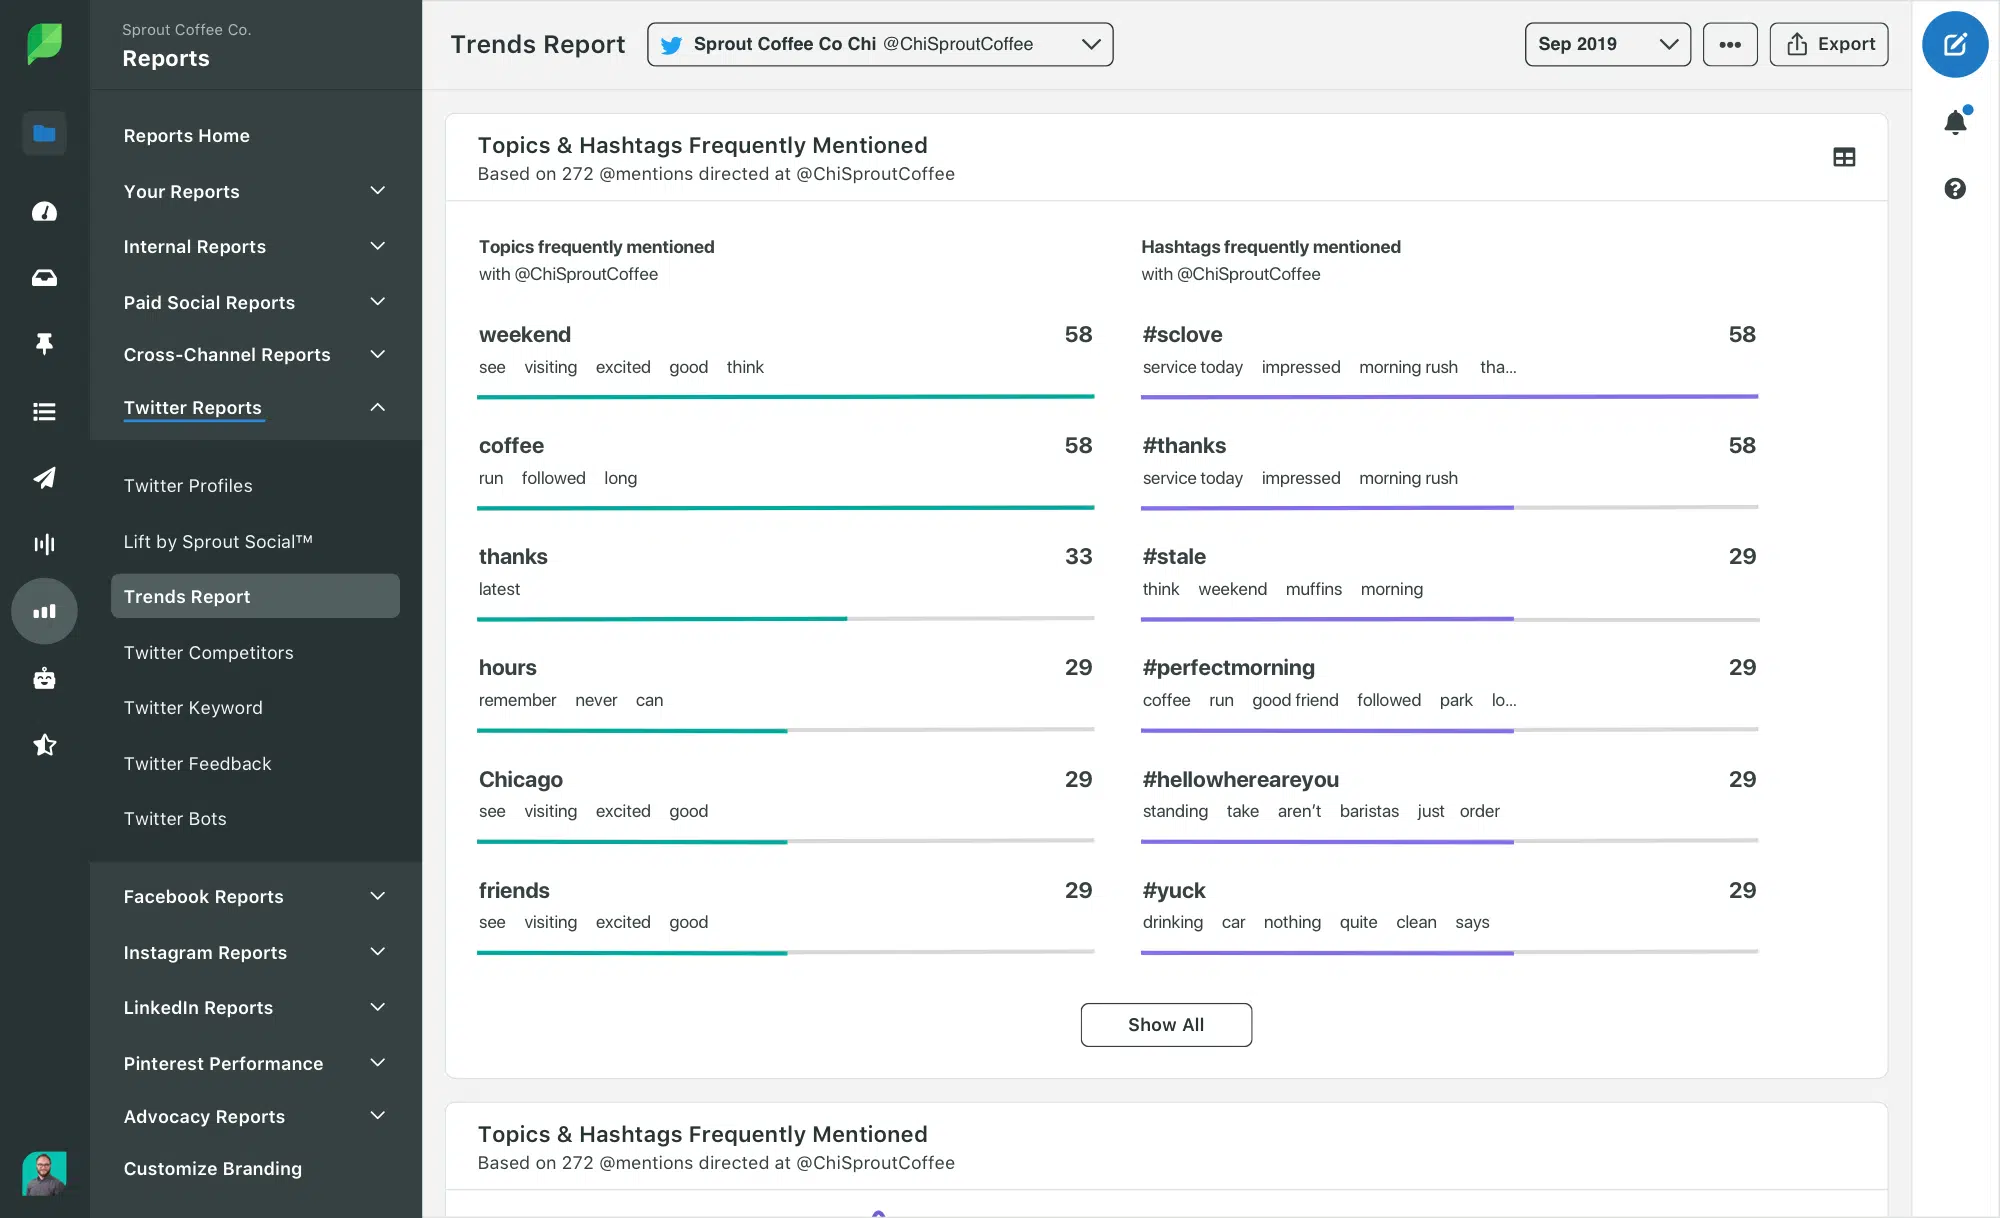 Sprout Coffee Co.
Reports
Reports Home
Your Reports
Internal Reports
Paid Social Reports
Cross-Channel Reports
Twitter Reports
Twitter Profiles
Lift by Sprout Social™
Trends Report
Twitter Competitors
Twitter Keyword
Twitter Feedback
Twitter Bots
Facebook Reports
Instagram Reports
LinkedIn Reports
Pinterest Performance
Advocacy Reports
Customize Branding
Trends Report
Sprout Coffee Co Chi @ChiSproutCoffee
Sep 2019
Export
Topics & Hashtags Frequently Mentioned
Based on 272 @mentions directed at @ChiSproutCoffee
Topics frequently mentioned
with @ChiSproutCoffee
weekend 58
see visiting excited good think
coffee 58
run followed long
thanks 33
latest
hours 29
remember never can
Chicago 29
see visiting excited good
friends 29
see visiting excited good
Hashtags frequently mentioned
with @ChiSproutCoffee
#sclove 58
service today impressed morning rush tha...
#thanks 58
service today impressed morning rush
#stale 29
think weekend muffins morning
#perfectmorning 29
coffee run good friend followed park lo...
#hellowhereareyou 29
standing take aren't baristas just order
#yuck 29
drinking car nothing quite clean says
Show All
Topics & Hashtags Frequently Mentioned
Based on 272 @mentions directed at @ChiSproutCoffee